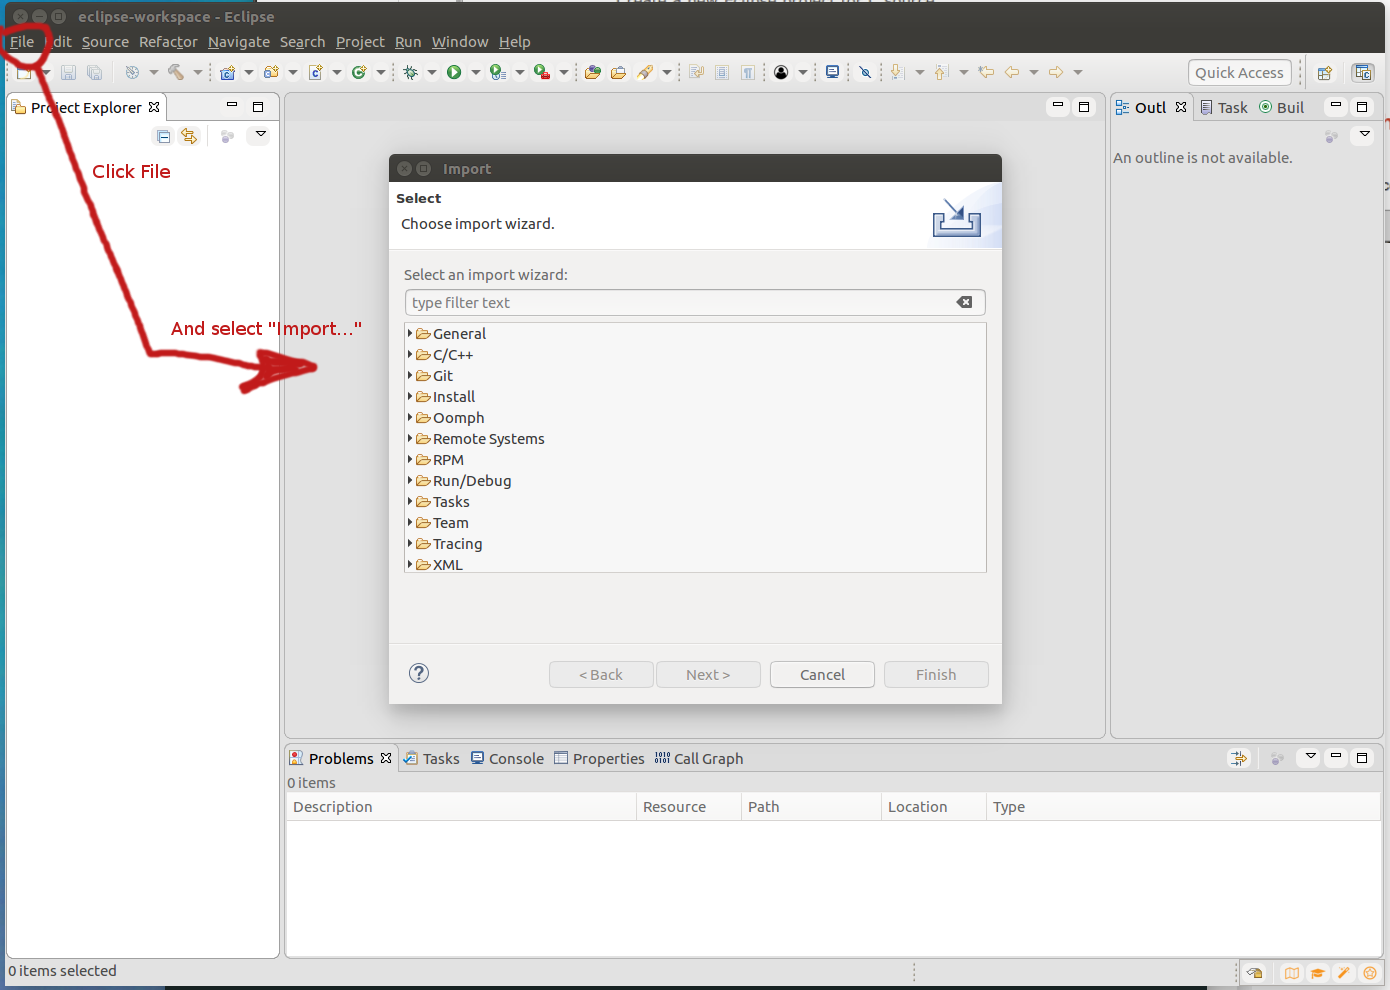 eclipse-workspace - Eclipse
File Edit Source Refactor Navigate Search Project Run Window Help
Quick Access
Project Explorer
Outl Task Buil
An outline is not available.
Click File
And select "Import..."
Import
Select
Choose import wizard.
Select an import wizard:
type filter text
General
C/C++
Git
Install
Oomph
Remote Systems
RPM
Run/Debug
Tasks
Team
Tracing
XML
< Back Next > Cancel Finish
Problems Tasks Console Properties Call Graph
0 items
Description Resource Path Location Type
0 items selected